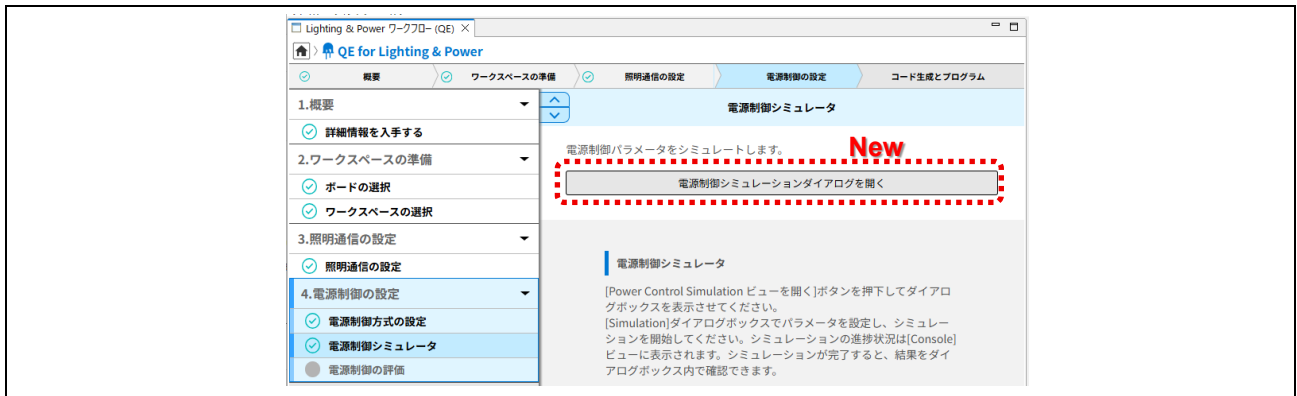 Lighting & Power ワークフロー (QE)
QE for Lighting & Power
概要
ワークスペースの準備
照明通信の設定
電源制御の設定
コード生成とプログラム
1.概要
詳細情報を入手する
2.ワークスペースの準備
ボードの選択
ワークスペースの選択
3.照明通信の設定
照明通信の設定
4.電源制御の設定
電源制御方式の設定
電源制御シミュレータ
電源制御の評価
電源制御シミュレータ
電源制御パラメータをシミュレートします。
New
電源制御シミュレーションダイアログを開く
電源制御シミュレータ
[Power Control Simulation ビューを開く]ボタンを押下してダイアロ
グボックスを表示させてください。
[Simulation]ダイアログボックスでパラメータを設定し、シミュレー
ションを開始してください。シミュレーションの進捗状況は[Console]
ビューに表示されます。シミュレーションが完了すると、結果をダイ
アログボックス内で確認できます。